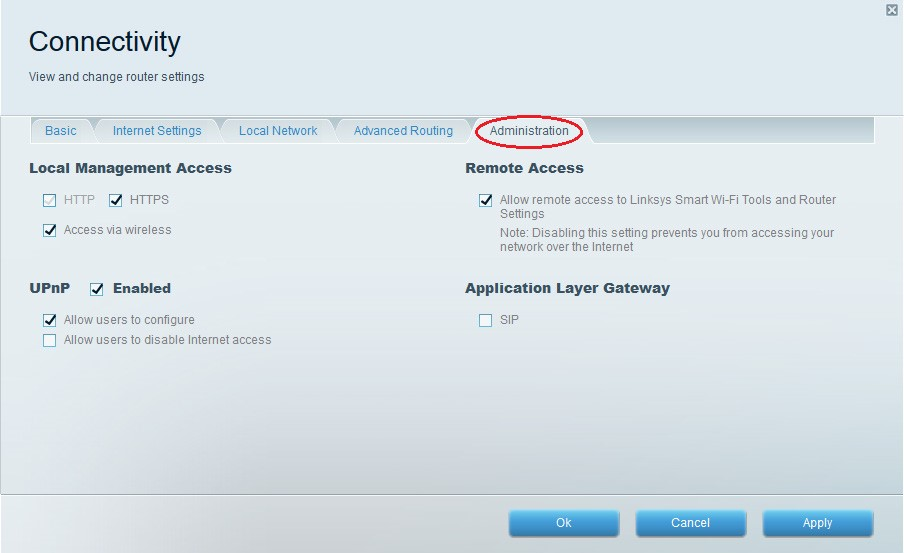 Connectivity
View and change router settings
Basic
Internet Settings
Local Network
Advanced Routing
Administration
Local Management Access
HTTP
HTTPS
Access via wireless
UPnP
Enabled
Allow users to configure
Allow users to disable Internet access
Remote Access
Allow remote access to Linksys Smart Wi-Fi Tools and Router
Settings
Note: Disabling this setting prevents you from accessing your
network over the Internet
Application Layer Gateway
SIP
Ok
Cancel
Apply